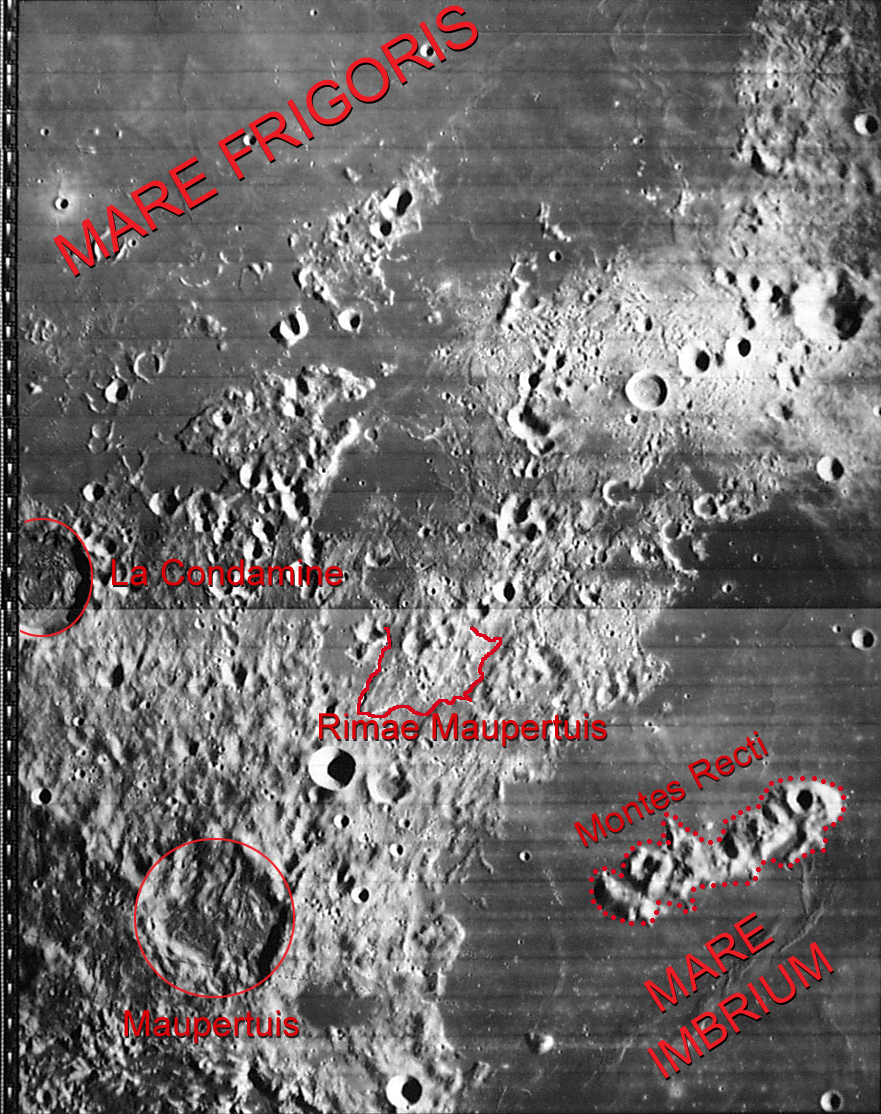 MARE FRIGORIS
La Condamine
Rimae Maupertuis
Montes Recti
Maupertuis
MARE
IMBRIUM